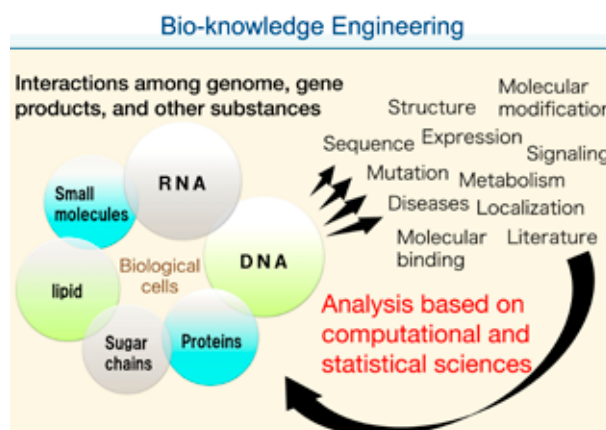 Bio-knowledge Engineering
Interactions among genome, gene
products, and other substances
Molecular
modification
Structure
Sequence
Expression
Signaling
Mutation
Metabolism
Diseases
Localization
Molecular
binding
Literature
RNA
Small
molecules
DNA
Biological
cells
lipid
Sugar
chains
Proteins
Analysis based on
computational and
statistical sciences